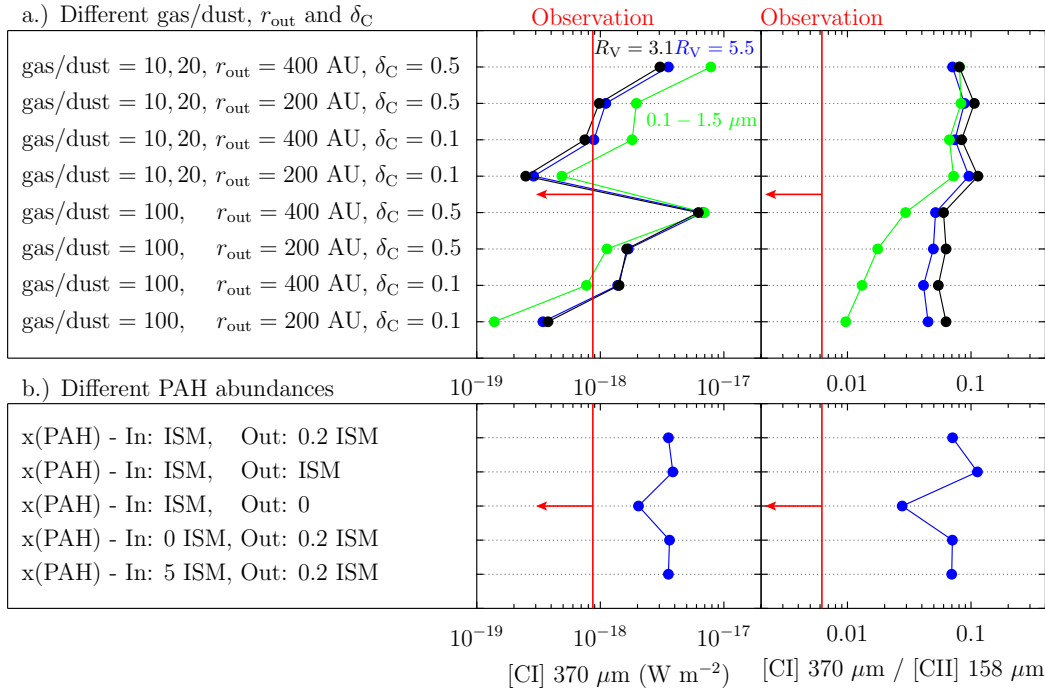 a.) Different gas/dust, r_out and δ_C
Observation
Observation
R_V = 3.1 R_V = 5.5
gas/dust = 10, 20, r_out = 400 AU, δ_C = 0.5
gas/dust = 10, 20, r_out = 200 AU, δ_C = 0.5
0.1 – 1.5 μm
gas/dust = 10, 20, r_out = 400 AU, δ_C = 0.1
gas/dust = 10, 20, r_out = 200 AU, δ_C = 0.1
gas/dust = 100, r_out = 400 AU, δ_C = 0.5
gas/dust = 100, r_out = 200 AU, δ_C = 0.5
gas/dust = 100, r_out = 400 AU, δ_C = 0.1
gas/dust = 100, r_out = 200 AU, δ_C = 0.1
10⁻¹⁹ 10⁻¹⁸ 10⁻¹⁷ 0.01 0.1
b.) Different PAH abundances
x(PAH) - In: ISM, Out: 0.2 ISM
x(PAH) - In: ISM, Out: ISM
x(PAH) - In: ISM, Out: 0
x(PAH) - In: 0 ISM, Out: 0.2 ISM
x(PAH) - In: 5 ISM, Out: 0.2 ISM
10⁻¹⁹ 10⁻¹⁸ 10⁻¹⁷ 0.01 0.1
[CI] 370 μm (W m⁻²)
[CI] 370 μm / [CII] 158 μm